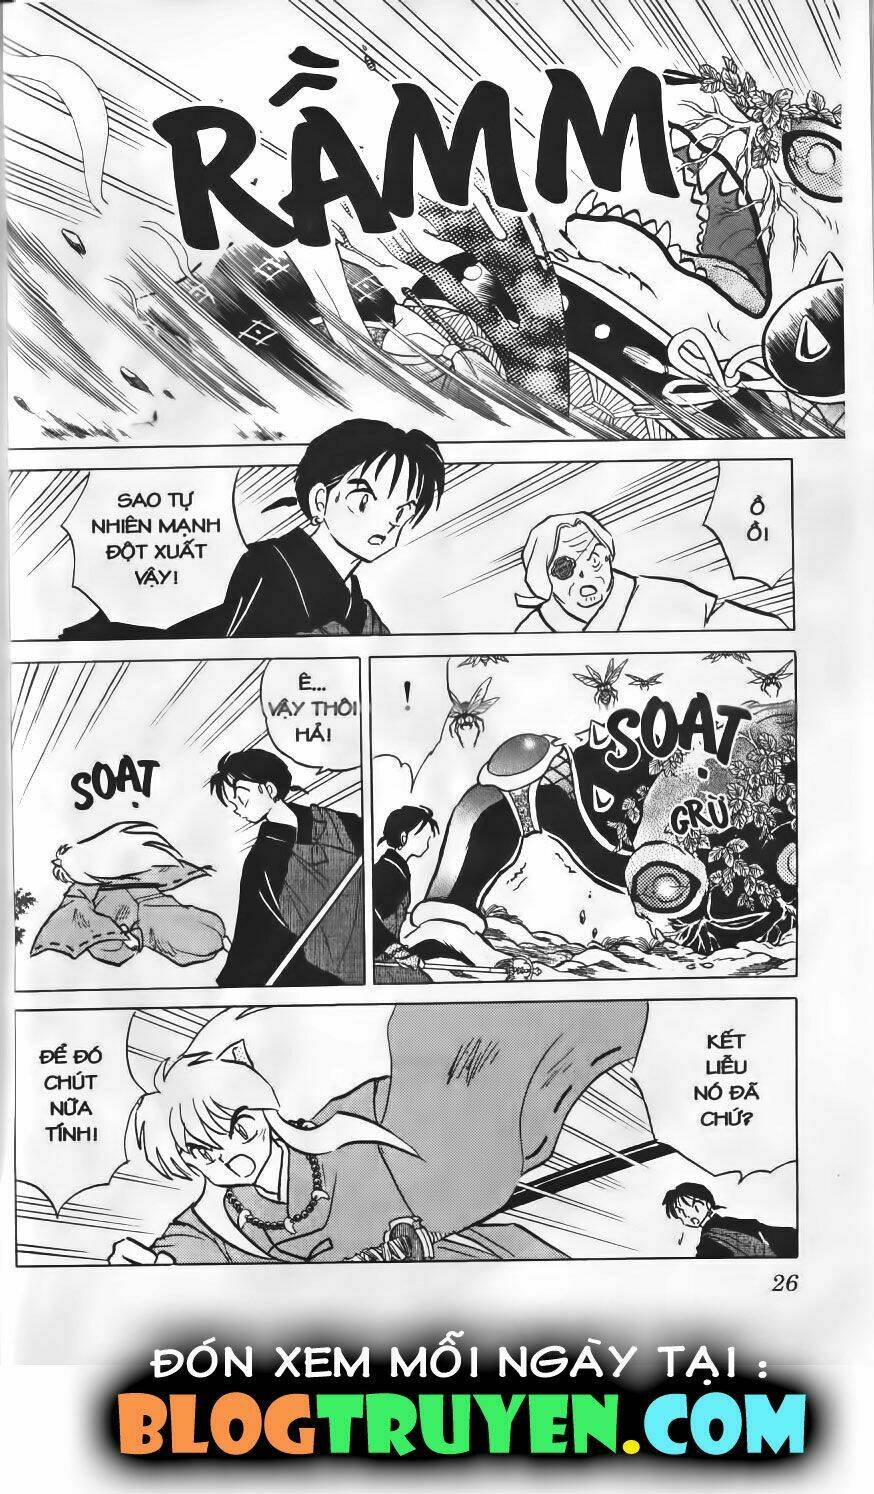 RẦMM
SAO TỰ
NHIÊN MẠNH
ĐỘT XUẤT
VẬY!
Ồ
Ồ!
Ê...
VẬY THÔI
HẢ!
SOẠT
!
SOẠT
GRỪ
ĐỂ ĐÓ
CHÚT
NỮA
TÍNH!
KẾT
LIỄU
NÓ ĐÃ
CHỨ?
26
ĐÓN XEM MỖI NGÀY TẠI :
BLOGTRUYEN.COM